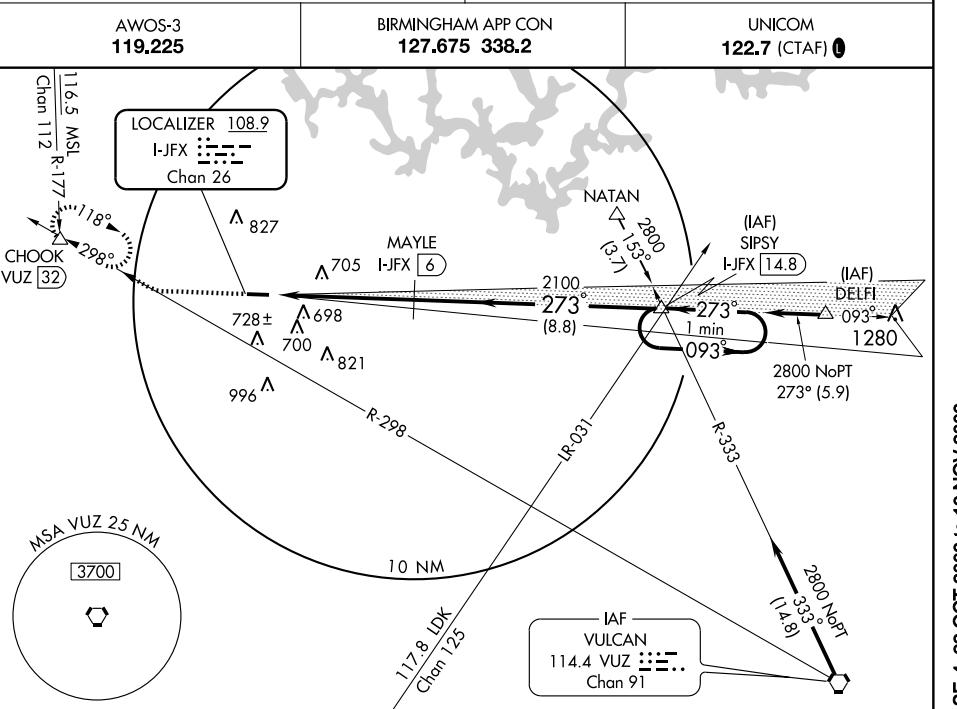 AWOS-3
119.225
BIRMINGHAM APP CON
127.675 338.2
UNICOM
122.7 (CTAF) L
116.5 MSL
Chan 112
R-177
LOCALIZER 108.9
I-JFX
Chan 26
118°
298°
CHOOK
VUZ 32
827
705
698
728±
700
821
996
MAYLE
I-JFX 6
NATAN
2800
153°
(3.7)
(IAF)
SIPSY
I-JFX 14.8
2100
273°
(8.8)
273°
1 min
093°
(IAF)
DELFI
093°
1280
2800 NoPT
273° (5.9)
R-298
LR-031
R-333
MSA VUZ 25 NM
3700
10 NM
117.8 LDK
Chan 125
IAF
VULCAN
114.4 VUZ
Chan 91
2800 NoPT
333°
(14.8)